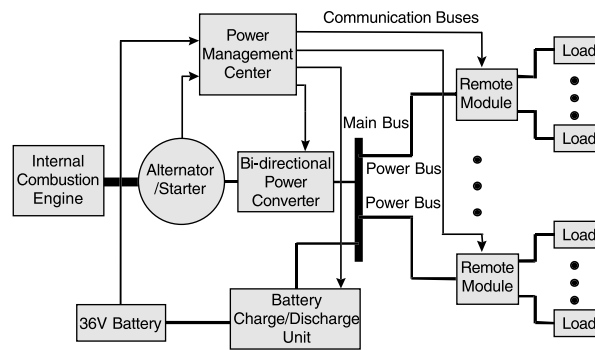 Communication Buses
Power
Management
Center
Load
Remote
Module
Load
Main Bus
Internal
Combustion
Engine
Alternator
/Starter
Bi-directional
Power
Converter
Power Bus
Power Bus
Load
Remote
Module
Load
36V Battery
Battery
Charge/Discharge
Unit